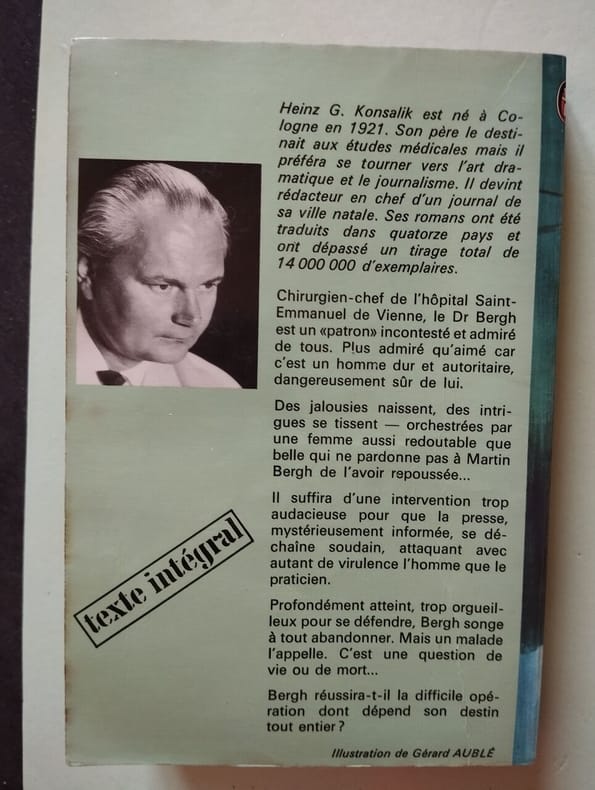 Heinz G. Konsalik est né à Co-
logne en 1921. Son père le desti-
nait aux études médicales mais il
préféra se tourner vers l'art dra-
matique et le journalisme. Il devint
rédacteur en chef d'un journal de
sa ville natale. Ses romans ont été
traduits dans quatorze pays et
ont dépassé un tirage total de
14 000 000 d'exemplaires.
Chirurgien-chef de l'hôpital Saint-
Emmanuel de Vienne, le Dr Bergh
est un «patron» incontesté et admiré
de tous. Plus admiré qu'aimé car
c'est un homme dur et autoritaire,
dangereusement sûr de lui.
Des jalousies naissent, des intri-
gues se tissent — orchestrées par
une femme aussi redoutable que
belle qui ne pardonne pas à Martin
Bergh de l'avoir repoussée...
Il suffira d'une intervention trop
audacieuse pour que la presse,
mystérieusement informée, se dé-
chaîne soudain, attaquant avec
autant de virulence l'homme que le
praticien.
Profondément atteint, trop orgueil-
leux pour se défendre, Bergh songe
à tout abandonner. Mais un malade
l'appelle. C'est une question de
vie ou de mort...
Bergh réussira-t-il la difficile opé-
ration dont dépend son destin
tout entier?
texte intégral
Illustration de Gérard AUBLÉ